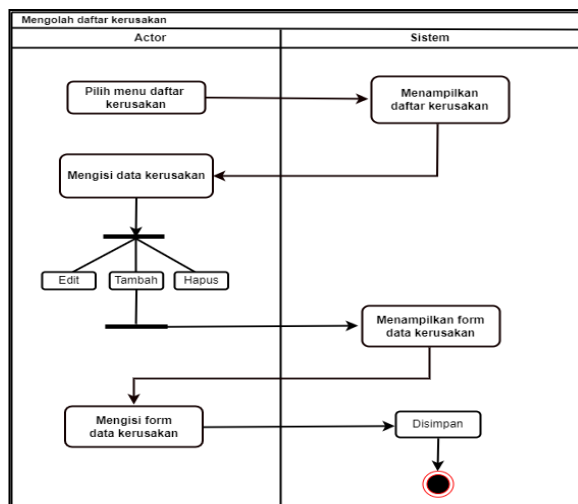 Mengolah daftar kerusakan
Actor
Sistem
Pilih menu daftar
kerusakan
Menampilkan
daftar kerusakan
Mengisi data kerusakan
Edit
Tambah
Hapus
Menampilkan form
data kerusakan
Mengisi form
data kerusakan
Disimpan